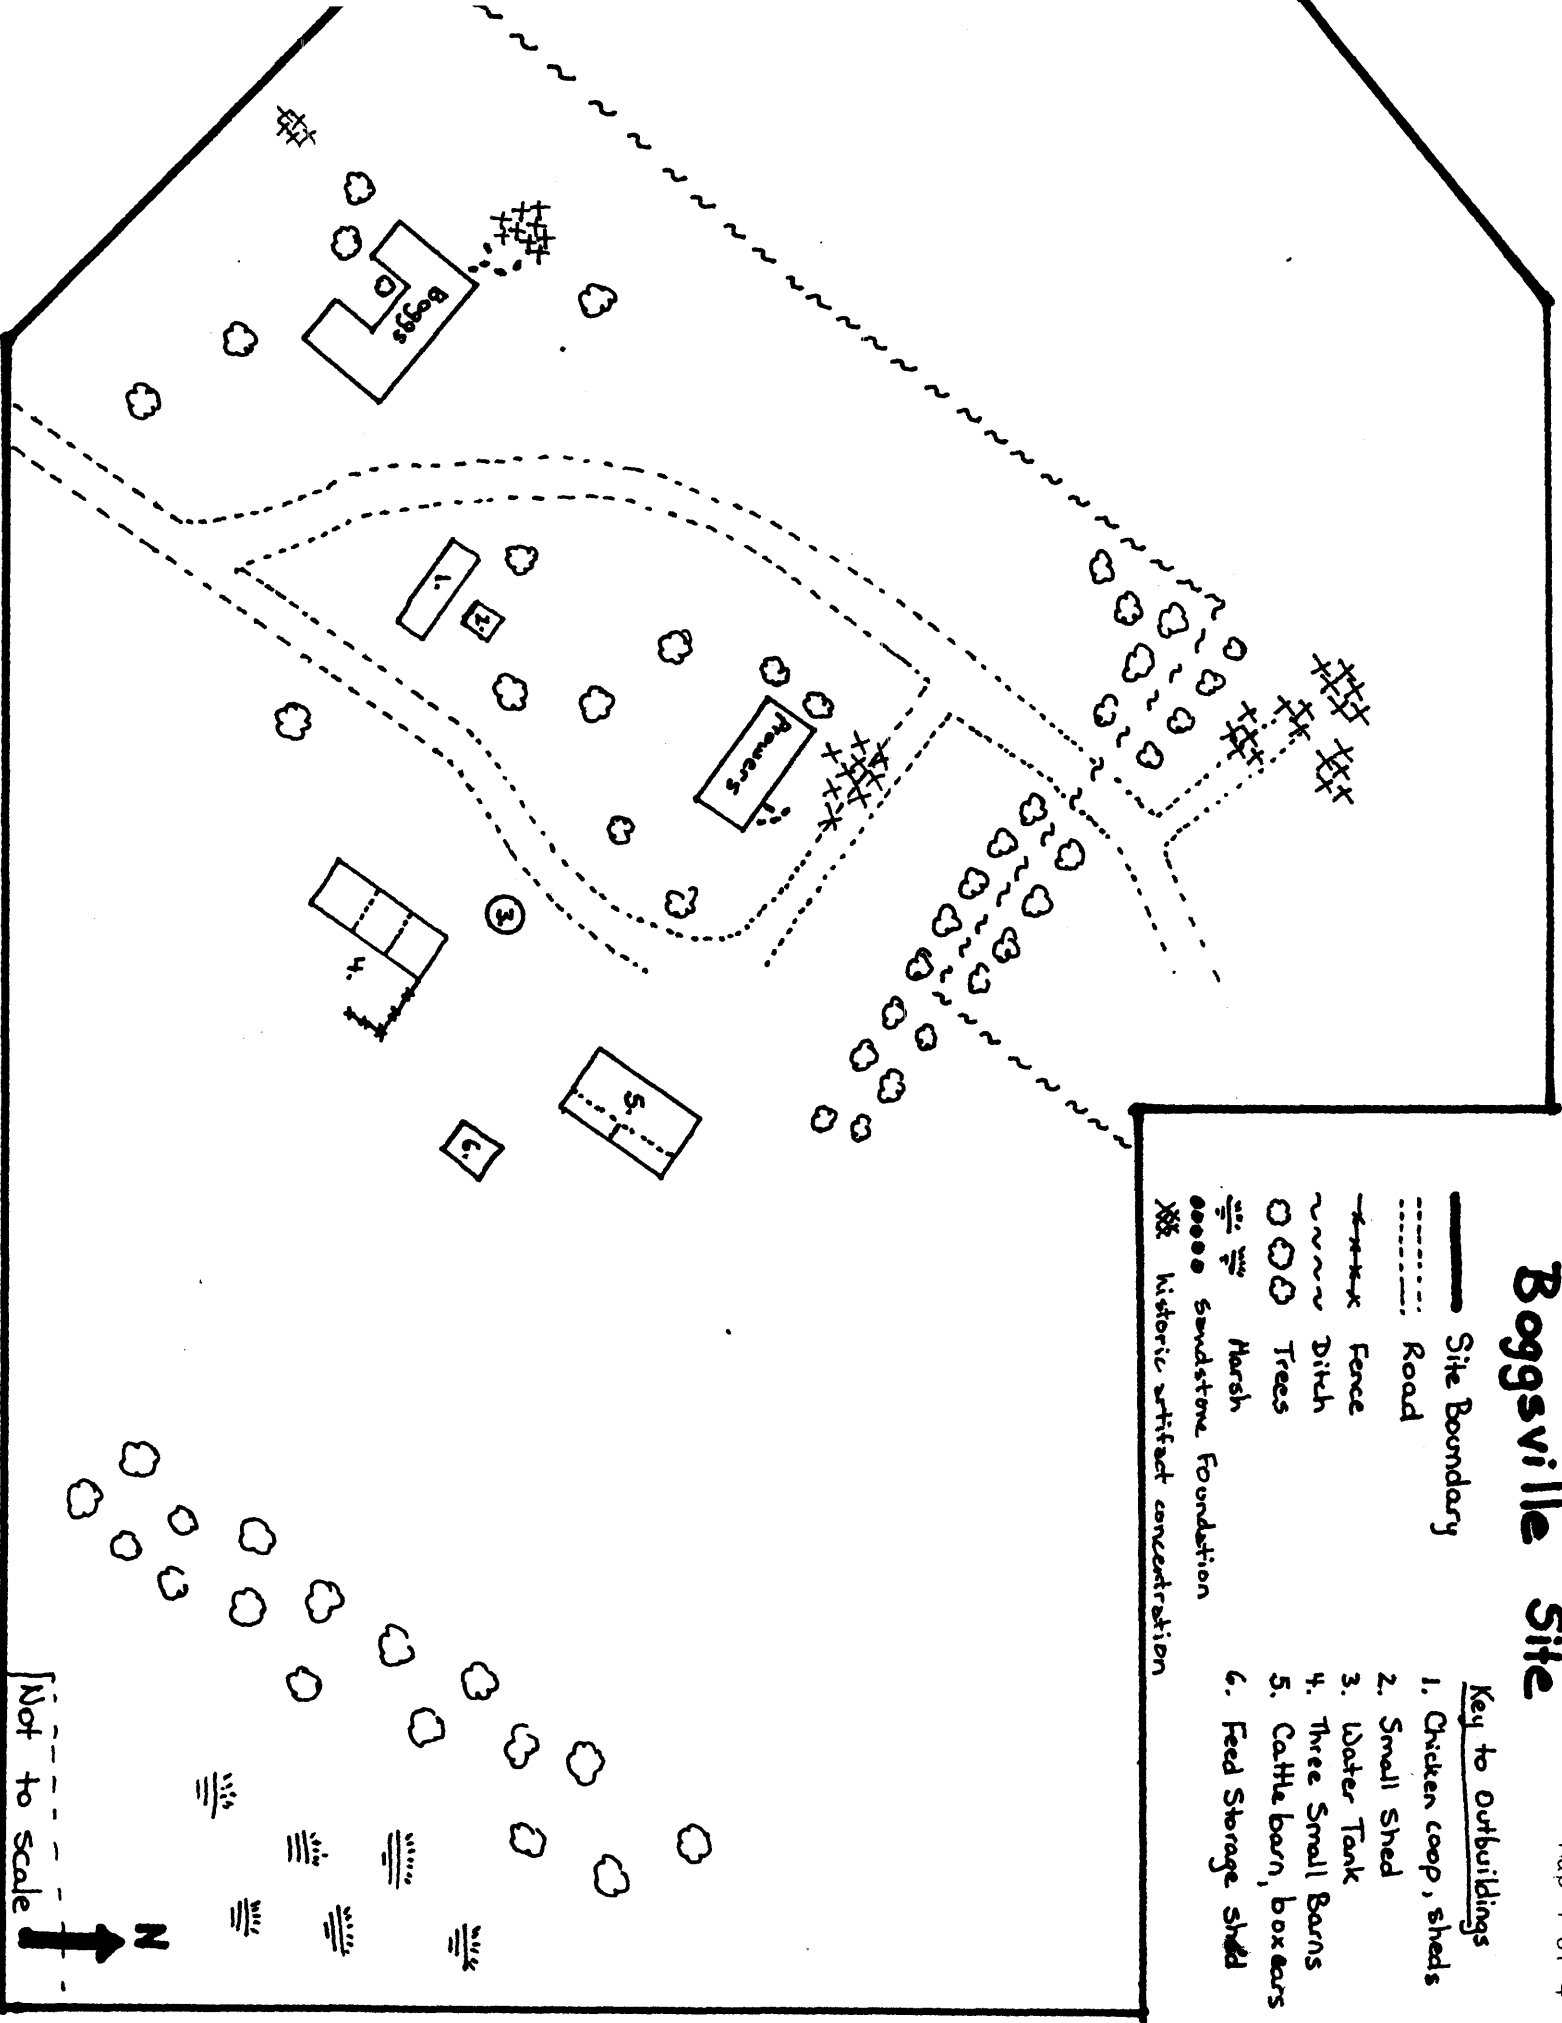 Boggsville Site
Site Boundary
Road
Fence
Ditch
Trees
Marsh
Sandstone Foundation
historic artifact concentration
Key to Outbuildings
1. Chicken coop, sheds
2. Small Shed
3. Water Tank
4. Three Small Barns
5. Cattle barn, boxcars
6. Feed Storage shed
Boggs
Prowers
1.
2.
3.
4.
5.
6.
Not to scale
N